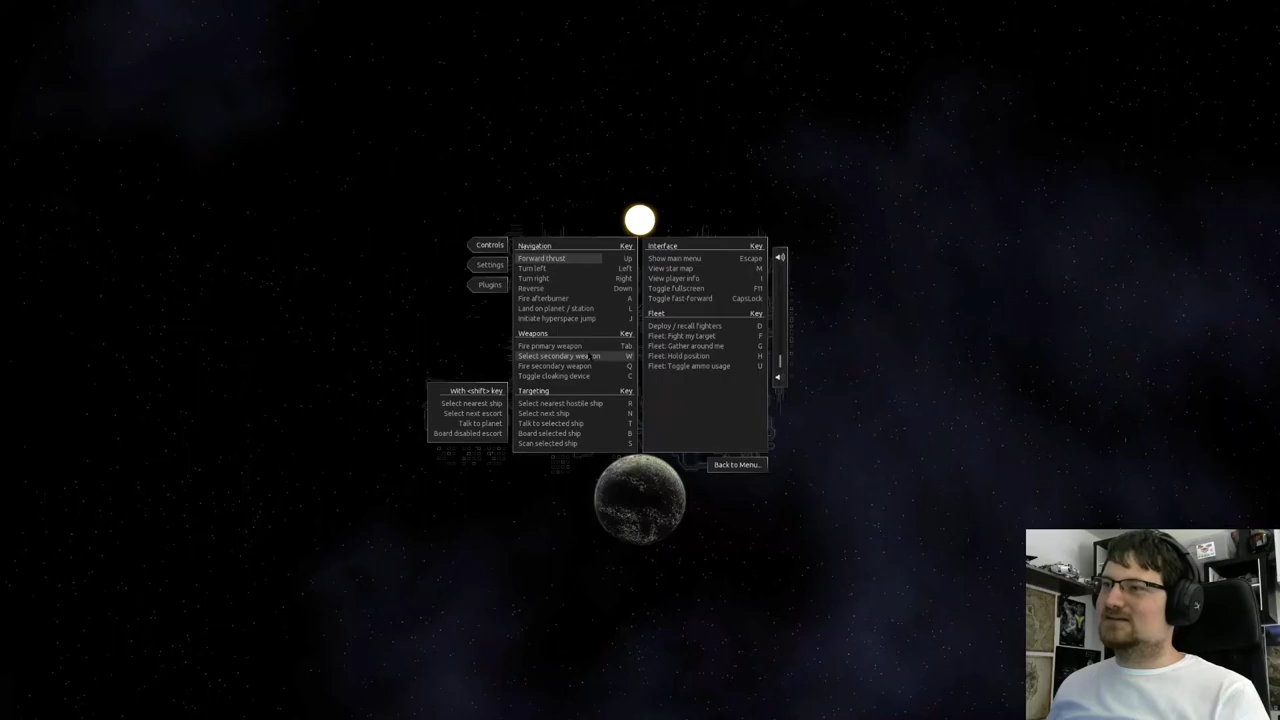 Controls
Settings
Plugins
Navigation Key
Forward thrust Up
Turn left Left
Turn right Right
Reverse Down
Fire afterburner A
Land on planet / station L
Initiate hyperspace jump J
Weapons Key
Fire primary weapon Tab
Select secondary weapon W
Fire secondary weapon Q
Toggle cloaking device C
Targeting Key
Select nearest hostile ship R
Select next ship N
Talk to selected ship T
Board selected ship B
Scan selected ship S
With <shift> key
Select nearest ship
Select next escort
Talk to planet
Board disabled escort
Interface Key
Show main menu Escape
View star map M
View player info I
Toggle fullscreen F11
Toggle fast-forward CapsLock
Fleet Key
Deploy / recall fighters D
Fleet: Fight my target F
Fleet: Gather around me G
Fleet: Hold position H
Fleet: Toggle ammo usage U
Back to Menu...